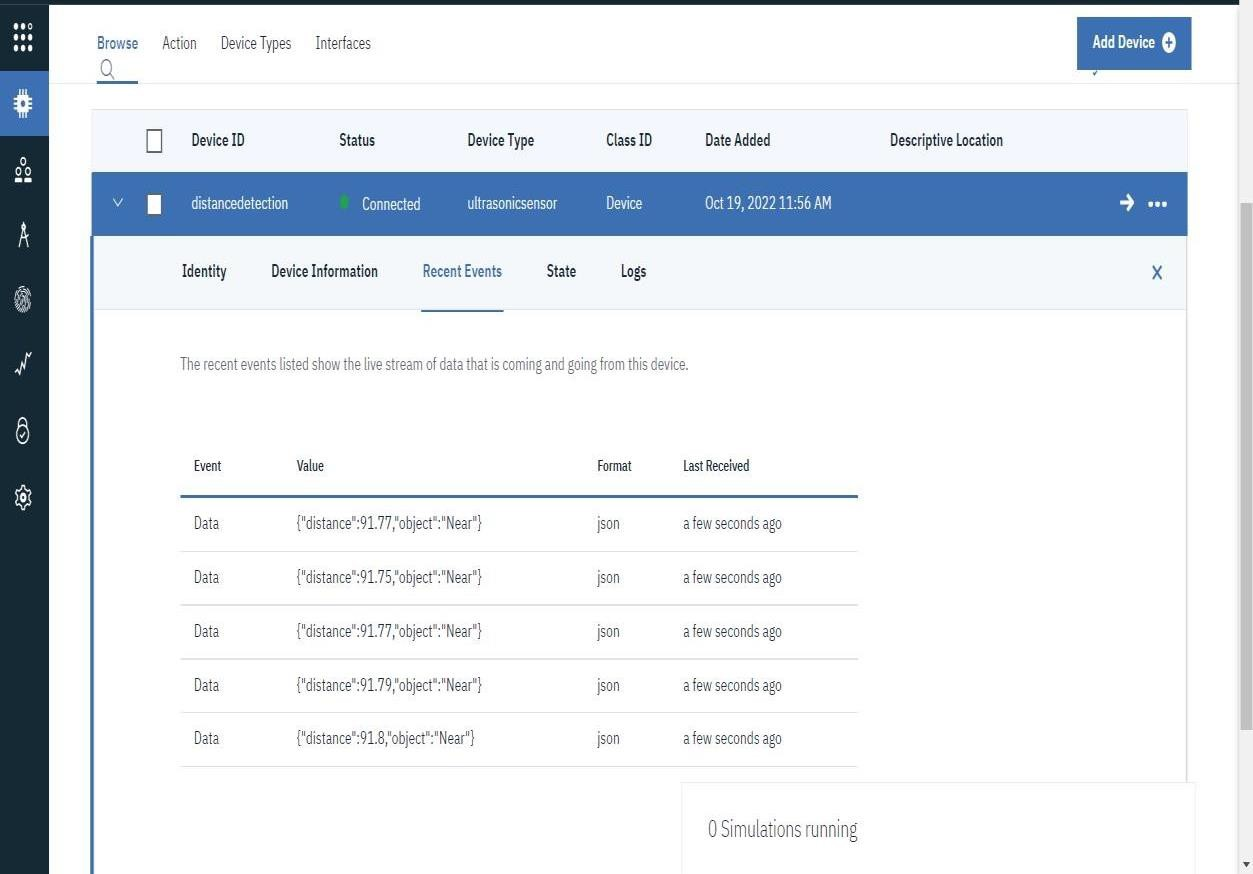 Browse Action Device Types Interfaces
Add Device
Device ID Status Device Type Class ID Date Added Descriptive Location
distancedetection Connected ultrasonicsensor Device Oct 19, 2022 11:56 AM
Identity Device Information Recent Events State Logs X
The recent events listed show the live stream of data that is coming and going from this device.
Event Value Format Last Received
Data {"distance":91.77,"object":"Near"} json a few seconds ago
Data {"distance":91.75,"object":"Near"} json a few seconds ago
Data {"distance":91.77,"object":"Near"} json a few seconds ago
Data {"distance":91.79,"object":"Near"} json a few seconds ago
Data {"distance":91.8,"object":"Near"} json a few seconds ago
0 Simulations running